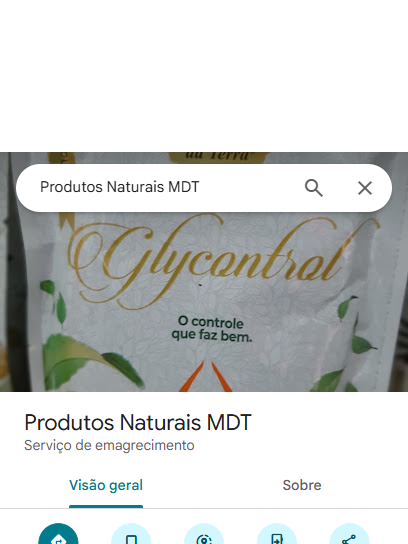 da Terra
Produtos Naturais MDT
Glycontrol
O controle
que faz bem.
Produtos Naturais MDT
Serviço de emagrecimento
Visão geral
Sobre